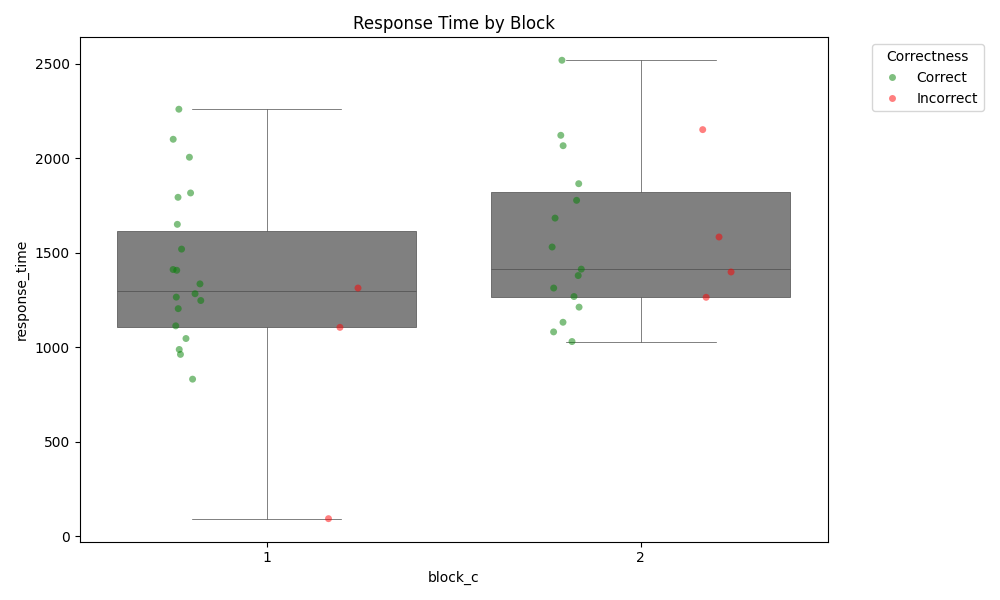 Response Time by Block
Correctness
Correct
Incorrect
2500
2000
1500
1000
500
0
response_time
1
2
block_c